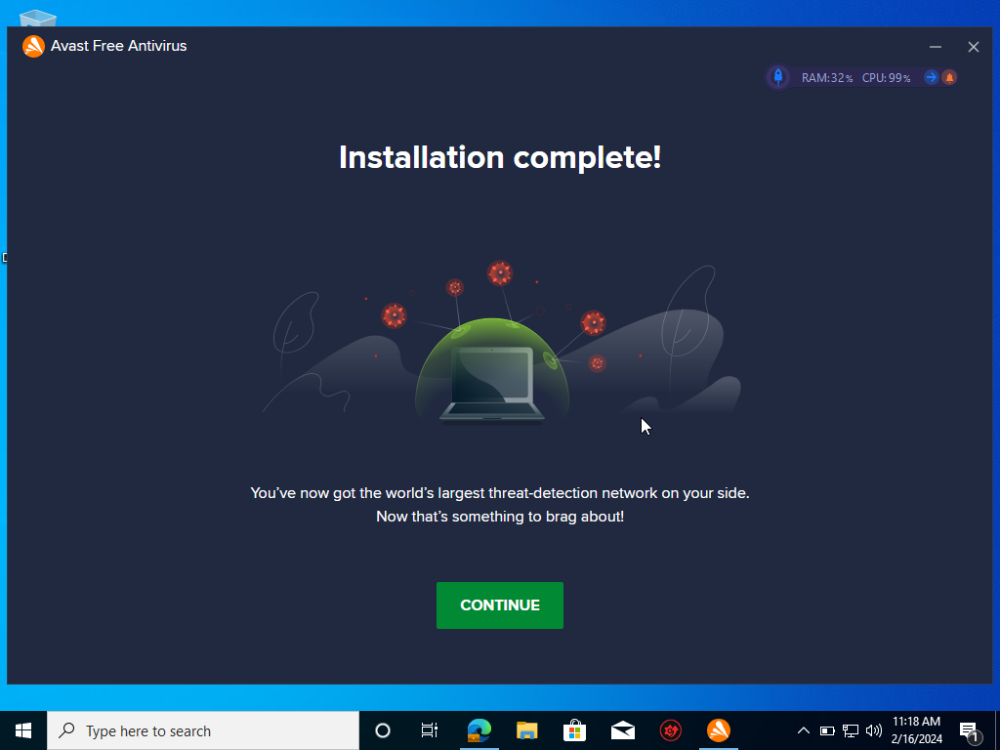 Avast Free Antivirus
RAM:32% CPU:99%
Installation complete!
You've now got the world's largest threat-detection network on your side.
Now that's something to brag about!
CONTINUE
Type here to search
11:18 AM
2/16/2024
1